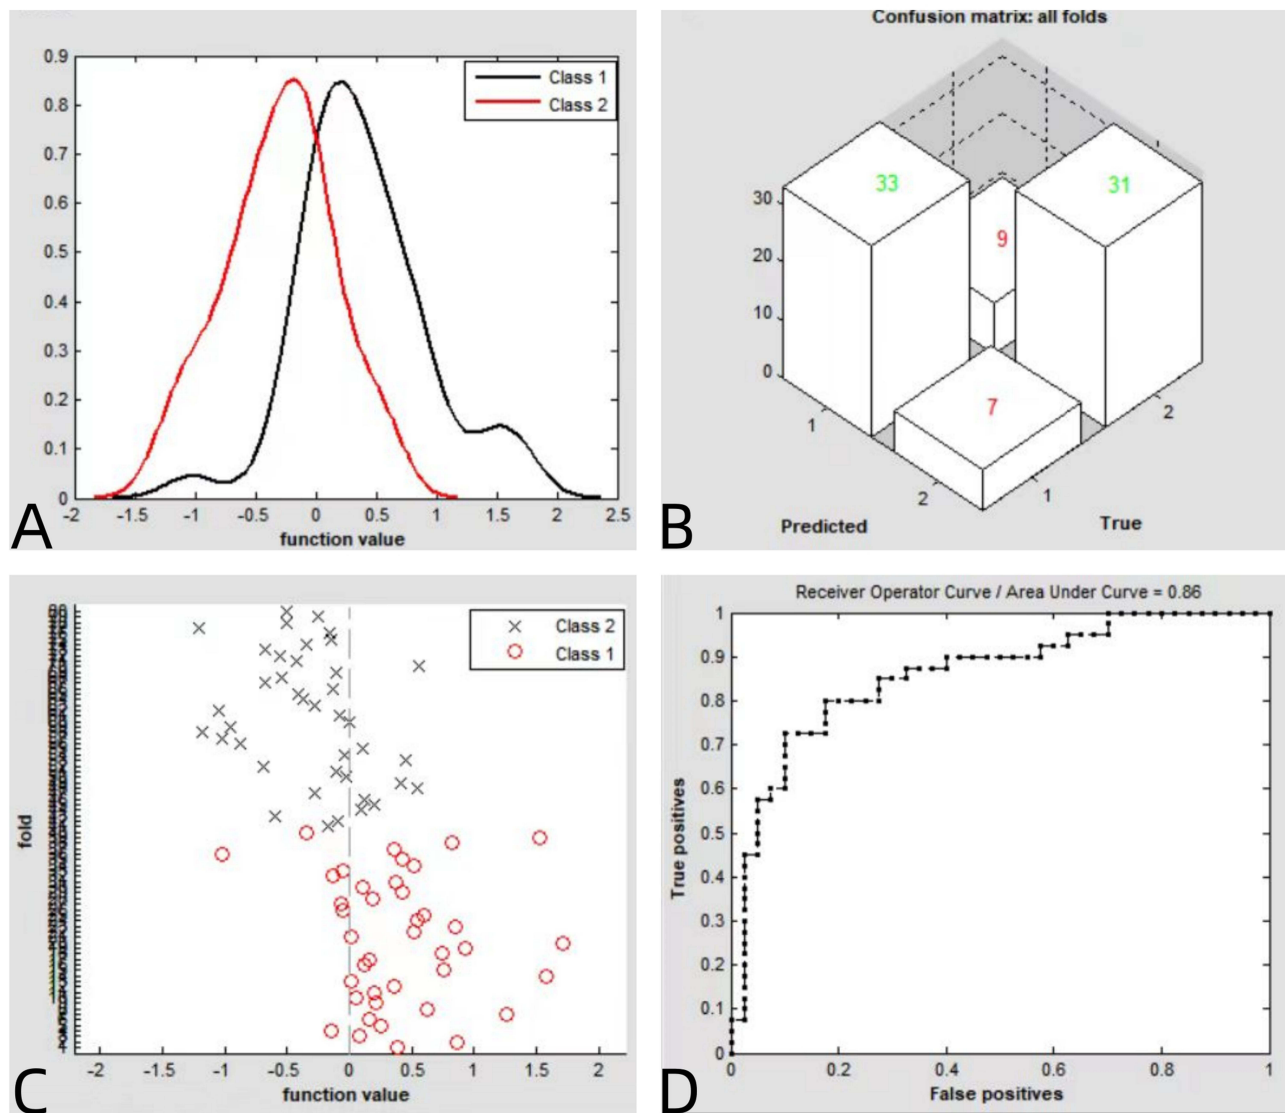 0.9
0.8
0.7
0.6
0.5
0.4
0.3
0.2
0.1
0
-2 -1.5 -1 -0.5 0 0.5 1 1.5 2 2.5
function value
Class 1
Class 2
A
Confusion matrix: all folds
33
31
9
7
30
20
10
0
1
2
1
2
Predicted
True
B
Class 2
Class 1
fold
-2 -1 -1 -0 0 0 1 1 2
function value
C
Receiver Operator Curve / Area Under Curve = 0.86
1
0.9
0.8
0.7
0.6
0.5
0.4
0.3
0.2
0.1
0
0 0.2 0.4 0.6 0.8 1
True positives
False positives
D